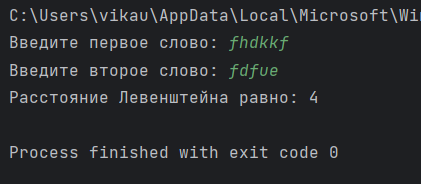 C:\Users\vikau\AppData\Local\Microsoft\Win
Введите первое слово: fhdkkf
Введите второе слово: fdfue
Расстояние Левенштейна равно: 4
Process finished with exit code 0